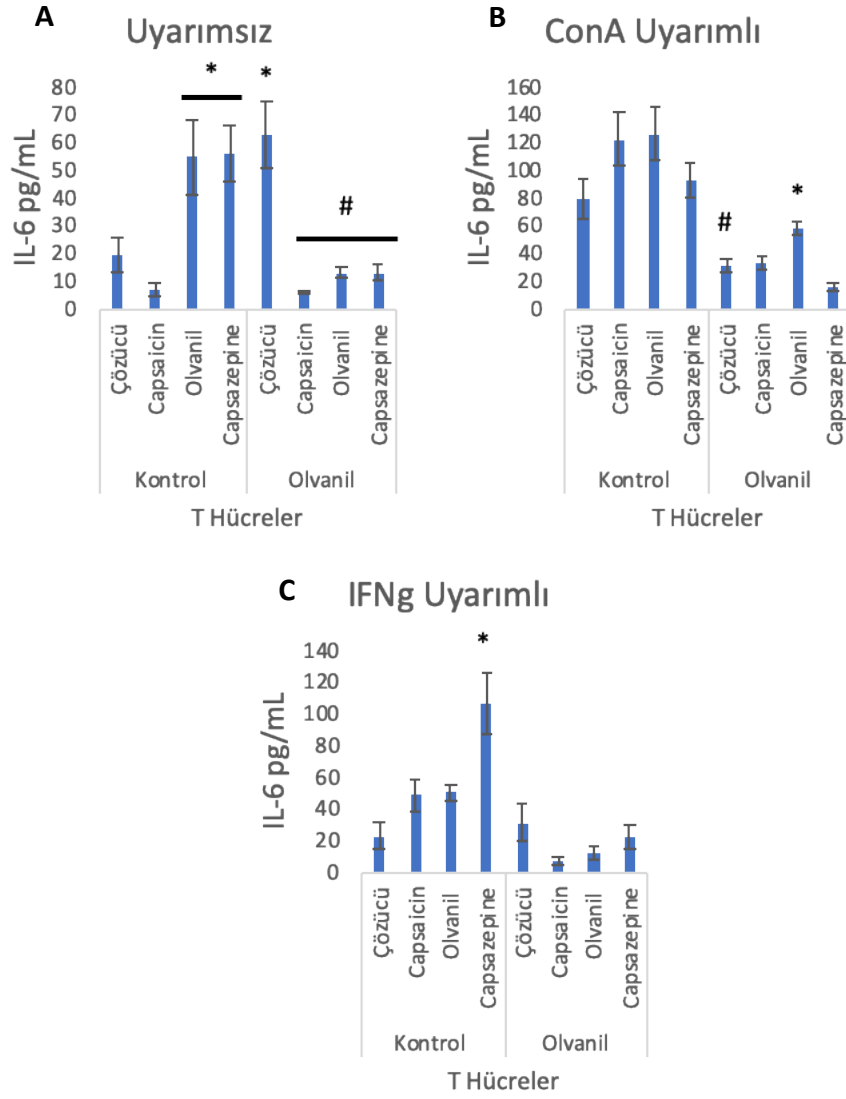 A
Uyarımsız
IL-6 pg/mL
80
70
60
50
40
30
20
10
0
*
*
#
Çözücü
Capsaicin
Olvanil
Capsazepine
Çözücü
Capsaicin
Olvanil
Capsazepine
Kontrol
Olvanil
T Hücreler
B
ConA Uyarımlı
IL-6 pg/mL
160
140
120
100
80
60
40
20
0
#
*
Çözücü
Capsaicin
Olvanil
Capsazepine
Çözücü
Capsaicin
Olvanil
Capsazepine
Kontrol
Olvanil
T Hücreler
C
IFNg Uyarımlı
IL-6 pg/mL
140
120
100
80
60
40
20
0
*
Çözücü
Capsaicin
Olvanil
Capsazepine
Çözücü
Capsaicin
Olvanil
Capsazepine
Kontrol
Olvanil
T Hücreler